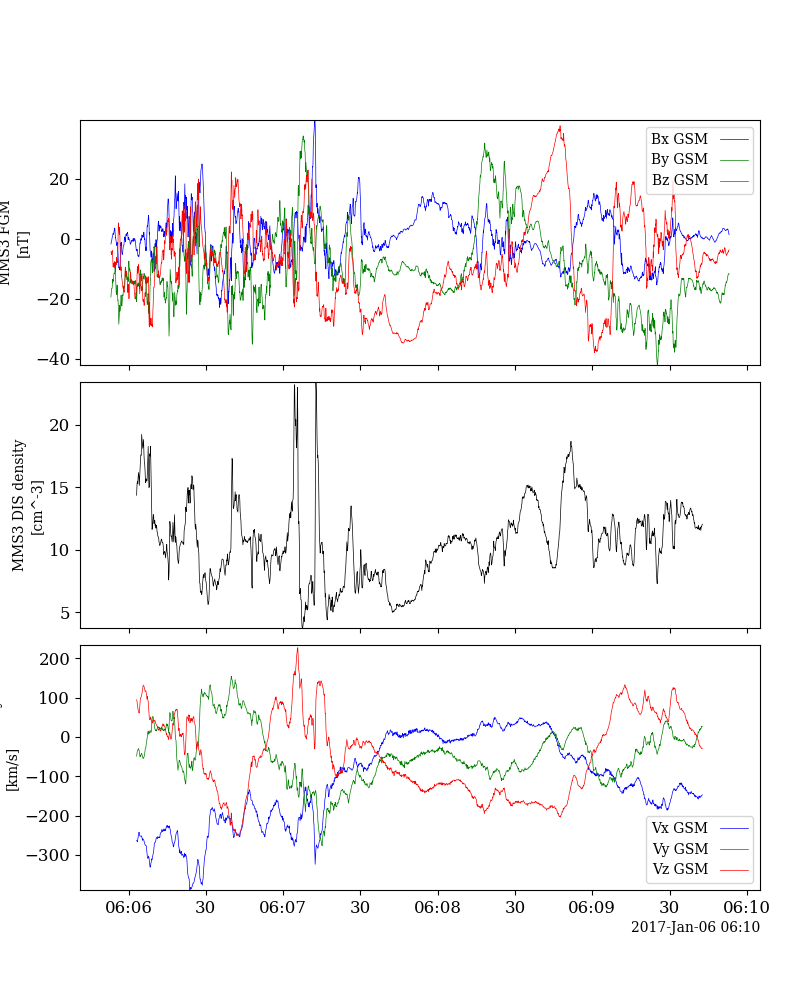 MMS3 FGM
[nT]
20
0
−20
−40
Bx GSM
By GSM
Bz GSM
MMS3 DIS density
[cm^-3]
20
15
10
5
[km/s]
200
100
0
−100
−200
−300
Vx GSM
Vy GSM
Vz GSM
06:06 30 06:07 30 06:08 30 06:09 30 06:10
2017-Jan-06 06:10